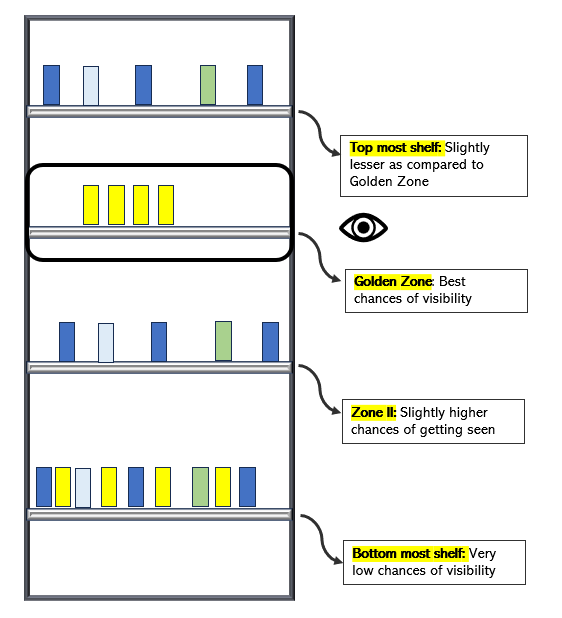 Top most shelf: Slightly
lesser as compared to
Golden Zone
Golden Zone: Best
chances of visibility
Zone II: Slightly higher
chances of getting seen
Bottom most shelf: Very
low chances of visibility